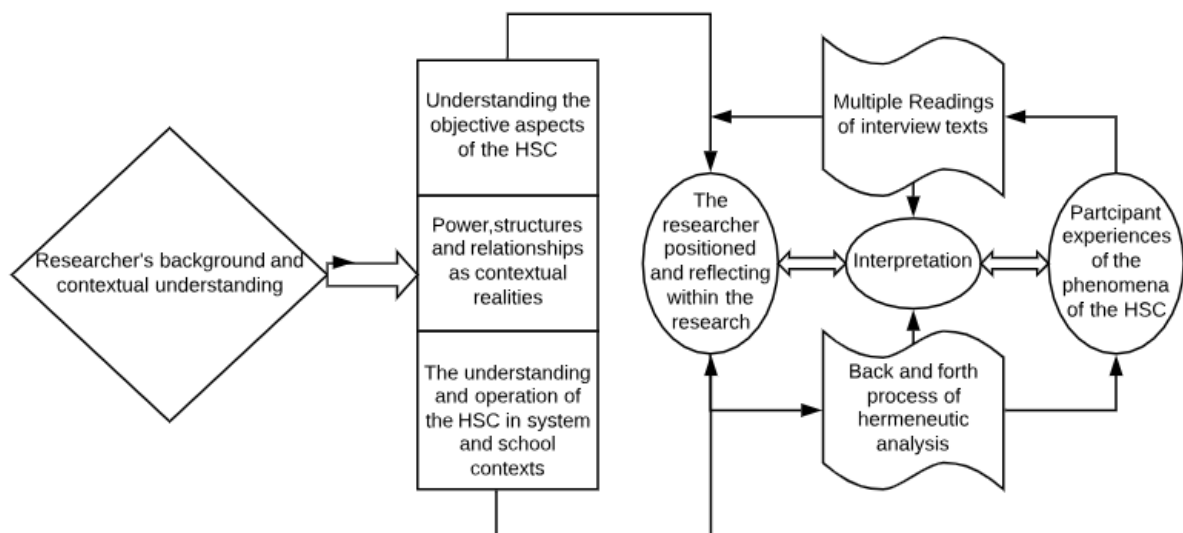 Researcher's background and
contextual understanding
Understanding the
objective aspects
of the HSC
Power,structures
and relationships
as contextual
realities
The understanding
and operation of
the HSC in system
and school
contexts
The
researcher
positioned
and reflecting
within the
research
Multiple Readings
of interview texts
Interpretation
Back and forth
process of
hermeneutic
analysis
Partcipant
experiences
of the
phenomena
of the HSC